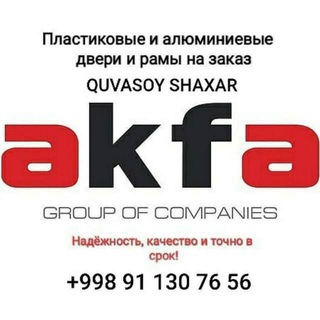 Пластиковые и алюминиевые
двери и рамы на заказ
QUVASOY SHAXAR
akfa
GROUP OF COMPANIES
Надёжность, качество и точно в
срок!
+998 91 130 76 56